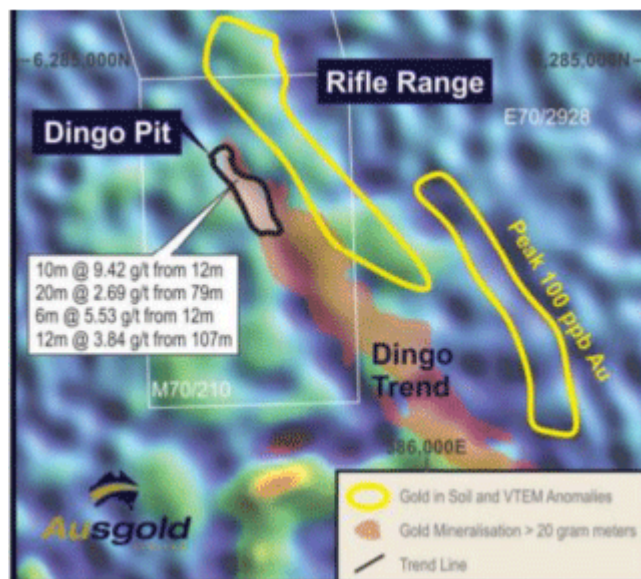 6,285,000N
,285,000N
Rifle Range
E70/2928
Dingo Pit
10m @ 9.42 g/t from 12m
20m @ 2.69 g/t from 79m
6m @ 5.53 g/t from 12m
12m @ 3.84 g/t from 107m
Peak 100 ppb Au
Dingo
Trend
M70/210
386,000E
Ausgold
LIMITED
Gold in Soil and VTEM Anomalies
Gold Mineralisation > 20 gram meters
Trend Line